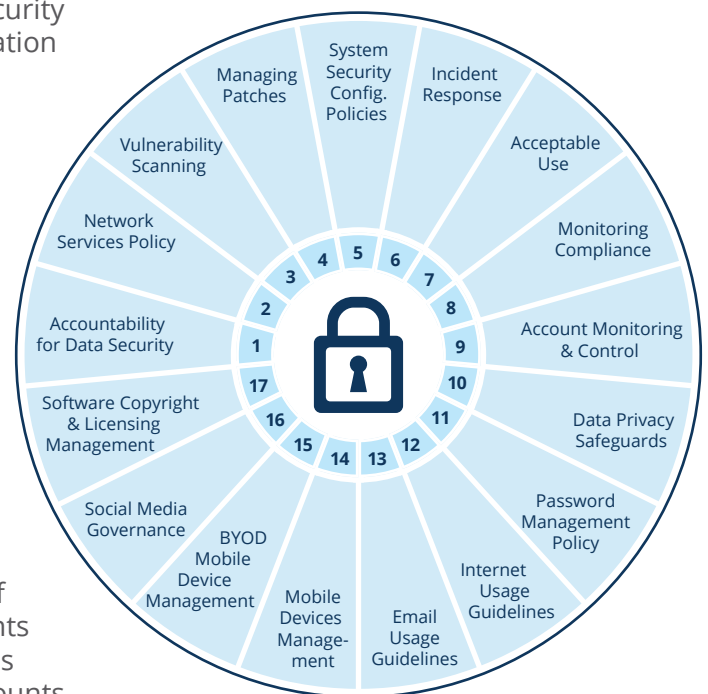 ation
System
Security
Config.
Policies
Incident
Response
Acceptable
Use
Monitoring
Compliance
Account Monitoring
& Control
Data Privacy
Safeguards
Password
Management
Policy
Internet
Usage
Guidelines
Email
Usage
Guidelines
Mobile
Devices
Manage-
ment
BYOD
Mobile
Device
Management
Social Media
Governance
Software Copyright
& Licensing
Management
Accountability
for Data Security
Network
Services Policy
Vulnerability
Scanning
Managing
Patches
1
2
3
4
5
6
7
8
9
10
11
12
13
14
15
16
17
f
nts
s